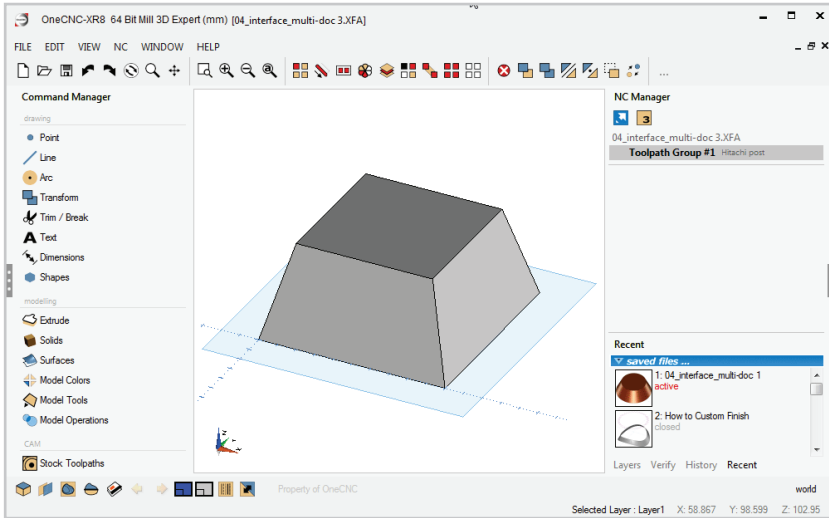 OneCNC-XR8 64 Bit Mill 3D Expert (mm) [04_interface_multi-doc 3.XFA]
FILE EDIT VIEW NC WINDOW HELP
Command Manager
drawing
Point
Line
Arc
Transform
Trim / Break
A Text
Dimensions
Shapes
modelling
Extrude
Solids
Surfaces
Model Colors
Model Tools
Model Operations
CAM
Stock Toolpaths
NC Manager
3
04_interface_multi-doc 3.XFA
Toolpath Group #1 Hitachi post
Recent
saved files ...
1: 04_interface_multi-doc 1
active
2: How to Custom Finish
closed
Layers Verify History Recent
Property of OneCNC
world
Selected Layer : Layer1 X: 58.867 Y: 98.599 Z: 102.95